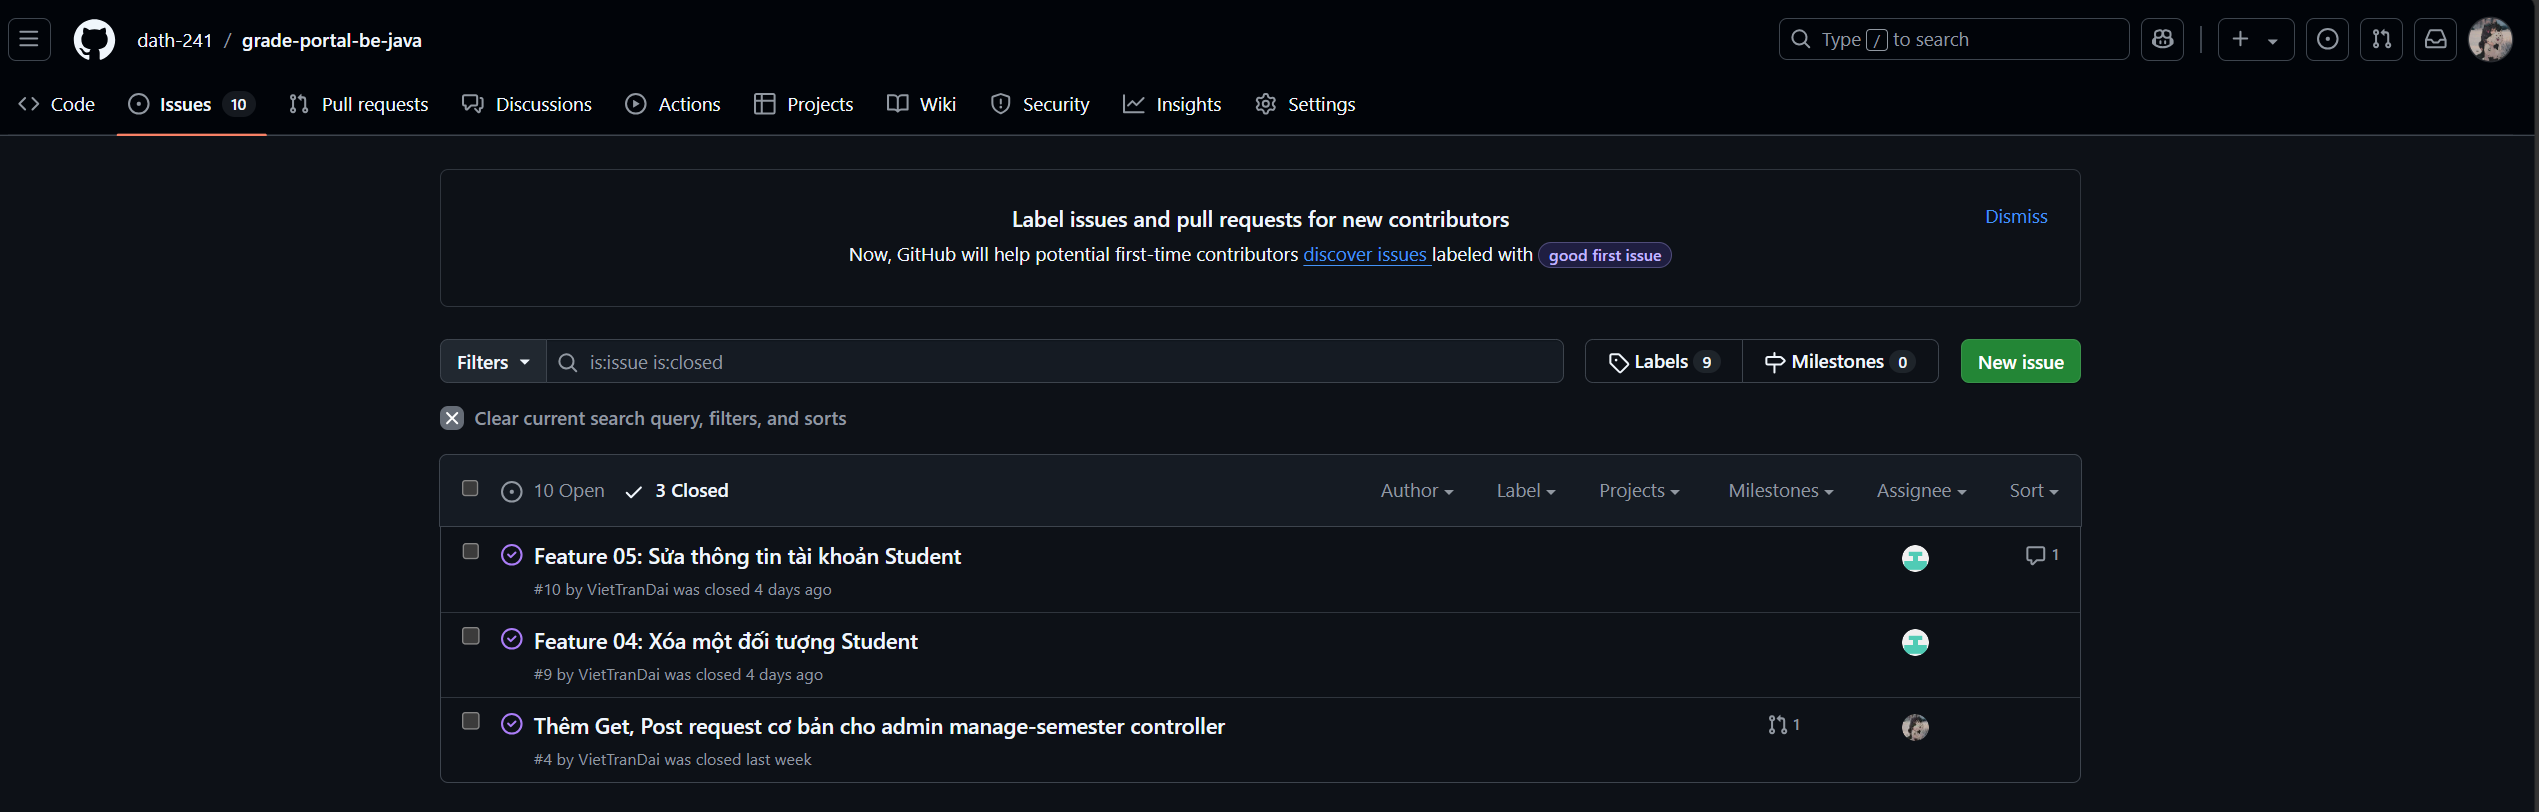 dath-241 / grade-portal-be-java
Type / to search
Code Issues 10 Pull requests Discussions Actions Projects Wiki Security Insights Settings
Label issues and pull requests for new contributors
Dismiss
Now, GitHub will help potential first-time contributors discover issues labeled with good first issue
Filters is:issue is:closed Labels 9 Milestones 0 New issue
Clear current search query, filters, and sorts
10 Open 3 Closed Author Label Projects Milestones Assignee Sort
Feature 05: Sửa thông tin tài khoản Student 1
#10 by VietTranDai was closed 4 days ago
Feature 04: Xóa một đối tượng Student
#9 by VietTranDai was closed 4 days ago
Thêm Get, Post request cơ bản cho admin manage-semester controller 1
#4 by VietTranDai was closed last week